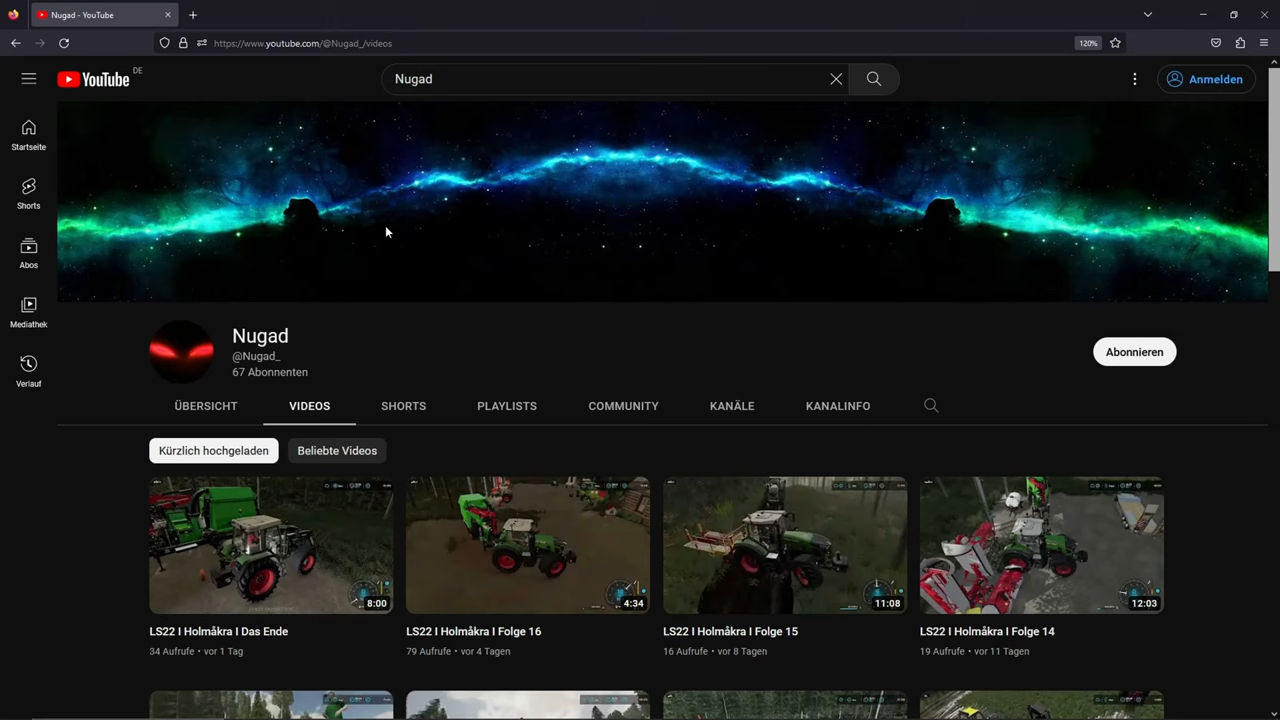 Nugad - YouTube
https://www.youtube.com/@Nugad_/videos
120%
YouTube DE
Nugad
Anmelden
Startseite
Shorts
Abos
Mediathek
Verlauf
Nugad
@Nugad_
67 Abonnenten
Abonnieren
ÜBERSICHT VIDEOS SHORTS PLAYLISTS COMMUNITY KANÄLE KANALINFO
Kürzlich hochgeladen Beliebte Videos
8:00 4:34 11:08 12:03
LS22 I Holmåkra I Das Ende LS22 I Holmåkra I Folge 16 LS22 I Holmåkra I Folge 15 LS22 I Holmåkra I Folge 14
34 Aufrufe • vor 1 Tag 79 Aufrufe • vor 4 Tagen 16 Aufrufe • vor 8 Tagen 19 Aufrufe • vor 11 Tagen